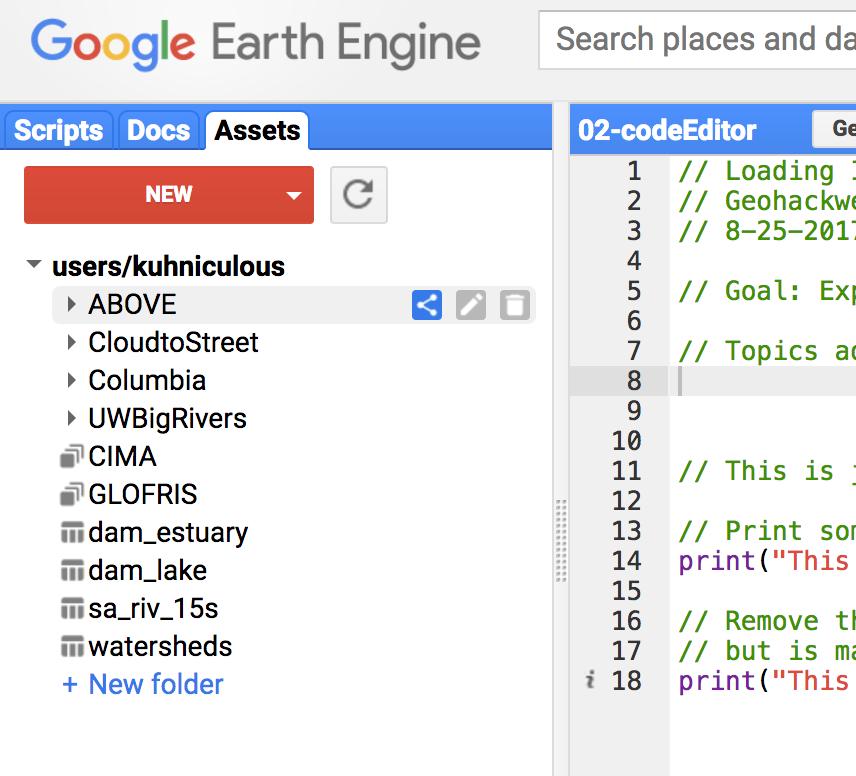 Google Earth Engine
Search places and da
Scripts
Docs
Assets
NEW
users/kuhniculous
ABOVE
CloudtoStreet
Columbia
UWBigRivers
CIMA
GLOFRIS
dam_estuary
dam_lake
sa_riv_15s
watersheds
+ New folder
02-codeEditor
Ge
1 // Loading
2 // Geohackwe
3 // 8-25-2017
4
5 // Goal: Exp
6
7 // Topics ad
8
9
10
11 // This is j
12
13 // Print som
14 print("This
15
16 // Remove th
17 // but is ma
i 18 print("This